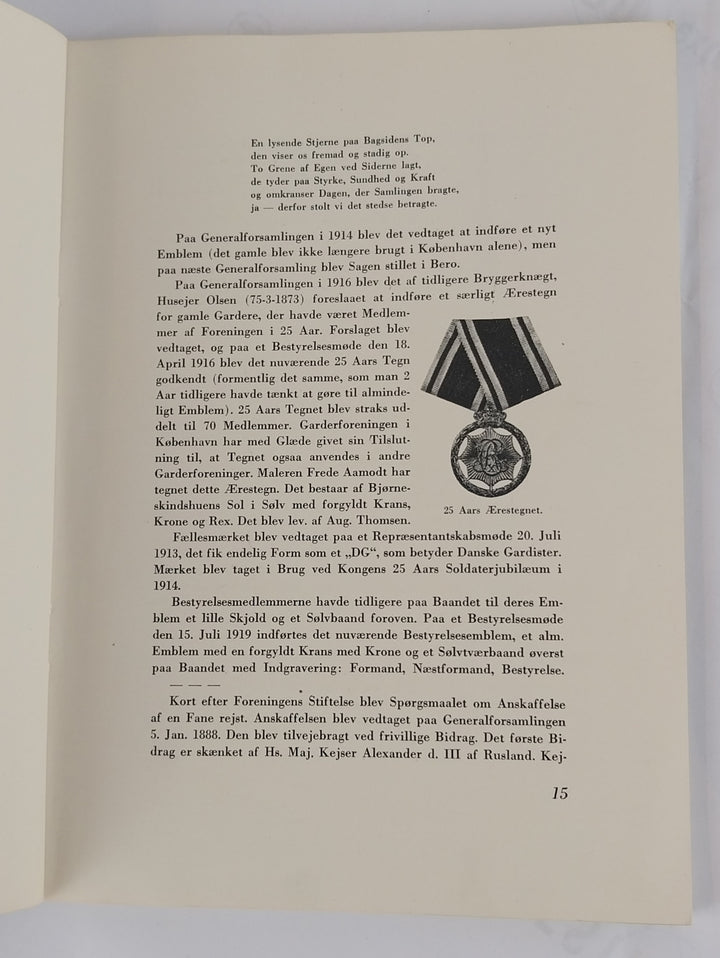 En lysende Stjerne paa Bagsidens Top,
den viser os fremad og stadig op.
To Grene af Egen ved Siderne lagt,
de tyder paa Styrke, Sundhed og Kraft
og omkranser Dagen, der Samlingen bragte,
ja — derfor stolt vi det stedse betragte.
Paa Generalforsamlingen i 1914 blev det vedtaget at indføre et nyt
Emblem (det gamle blev ikke længere brugt i København alene), men
paa næste Generalforsamling blev Sagen stillet i Bero.
Paa Generalforsamlingen i 1916 blev det af tidligere Bryggerknægt,
Husejer Olsen (75-3-1873) foreslaaet at indføre et særligt Ærestegn
for gamle Gardere, der havde været Medlem-
mer af Foreningen i 25 Aar. Forslaget blev
vedtaget, og paa et Bestyrelsesmøde den 18.
April 1916 blev det nuværende 25 Aars Tegn
godkendt (formentlig det samme, som man 2
Aar tidligere havde tænkt at gøre til alminde-
ligt Emblem). 25 Aars Tegnet blev straks ud-
delt til 70 Medlemmer. Garderforeningen i
København har med Glæde givet sin Tilslut-
ning til, at Tegnet ogsaa anvendes i andre
Garderforeninger. Maleren Frede Aamodt har
tegnet dette Ærestegn. Det bestaar af Bjørne-
skindshuens Sol i Sølv med forgyldt Krans,
Krone og Rex. Det blev lev. af Aug. Thomsen.
25 Aars Ærestegnet.
Fællesmærket blev vedtaget paa et Repræsentantskabsmøde 20. Juli
1913, det fik endelig Form som et „DG“, som betyder Danske Gardister.
Mærket blev taget i Brug ved Kongens 25 Aars Soldaterjubilæum i
1914.
Bestyrelsesmedlemmerne havde tidligere paa Baandet til deres Em-
blem et lille Skjold og et Sølvbaand foroven. Paa et Bestyrelsesmøde
den 15. Juli 1919 indførtes det nuværende Bestyrelsesemblem, et alm.
Emblem med en forgyldt Krans med Krone og et Sølvtværbaand øverst
paa Baandet med Indgravering: Formand, Næstformand, Bestyrelse.
— — —
Kort efter Foreningens Stiftelse blev Spørgsmaalet om Anskaffelse
af en Fane rejst. Anskaffelsen blev vedtaget paa Generalforsamlingen
5. Jan. 1888. Den blev tilvejebragt ved frivillige Bidrag. Det første Bi-
drag er skænket af Hs. Maj. Kejser Alexander d. III af Rusland. Kej-
15